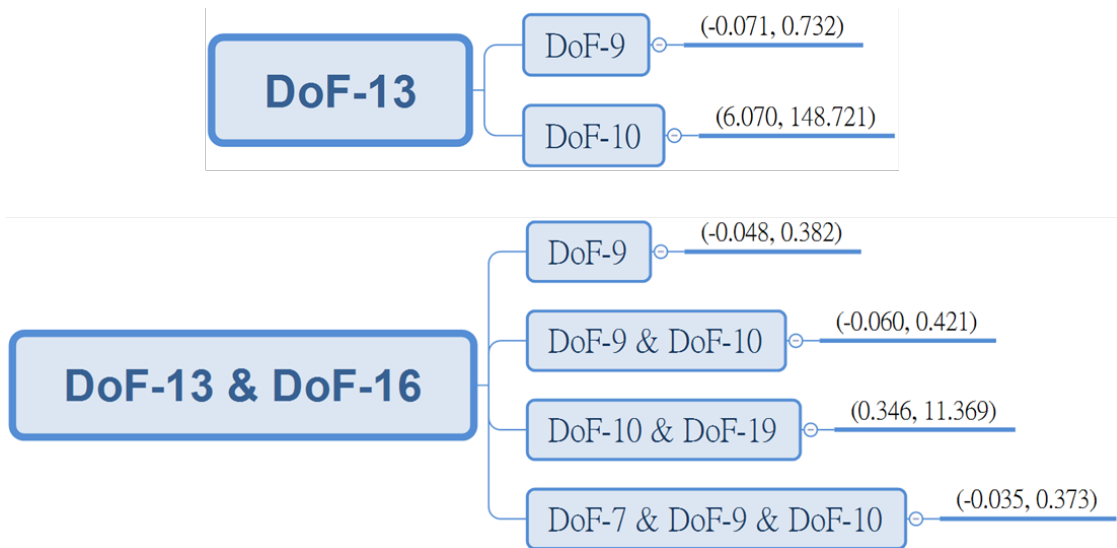 DoF-13
DoF-9
(-0.071, 0.732)
DoF-10
(6.070, 148.721)
DoF-13 & DoF-16
DoF-9
(-0.048, 0.382)
DoF-9 & DoF-10
(-0.060, 0.421)
DoF-10 & DoF-19
(0.346, 11.369)
DoF-7 & DoF-9 & DoF-10
(-0.035, 0.373)